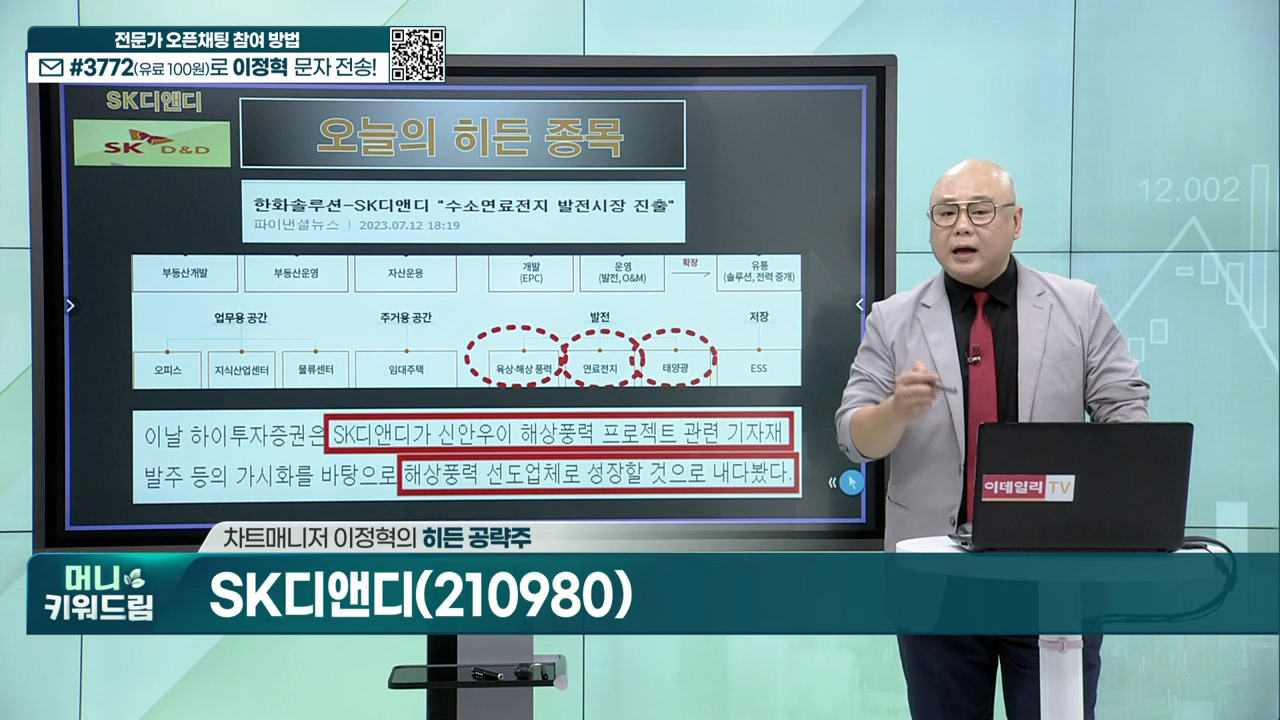 전문가 오픈채팅 참여 방법
#3772(유료 100원)로 이정혁 문자 전송!
SK디앤디
SK D&D
오늘의 히든 종목
한화솔루션-SK디앤디 "수소연료전지 발전시장 진출"
파이낸셜뉴스 | 2023.07.12 18:19
부동산개발 부동산운영 자산운용 개발 (EPC) 운영 (발전, O&M) 확장 유통 (솔루션, 전력 중개)
업무용 공간 주거용 공간 발전 저장
오피스 지식산업센터 물류센터 임대주택 육상·해상 풍력 연료전지 태양광 ESS
이날 하이투자증권은 SK디앤디가 신안우이 해상풍력 프로젝트 관련 기자재
발주 등의 가시화를 바탕으로 해상풍력 선도업체로 성장할 것으로 내다봤다.
12.002
이데일리TV
차트매니저 이정혁의 히든 공략주
머니
키워드림
SK디앤디(210980)